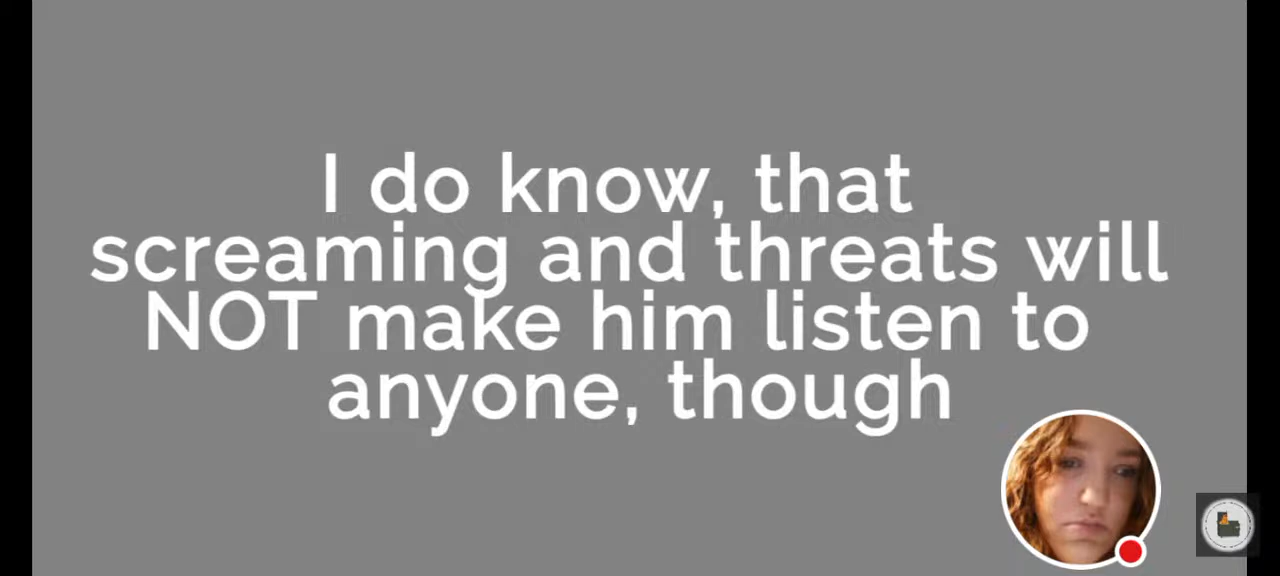 I do know, that
screaming and threats will
NOT make him listen to
anyone, though